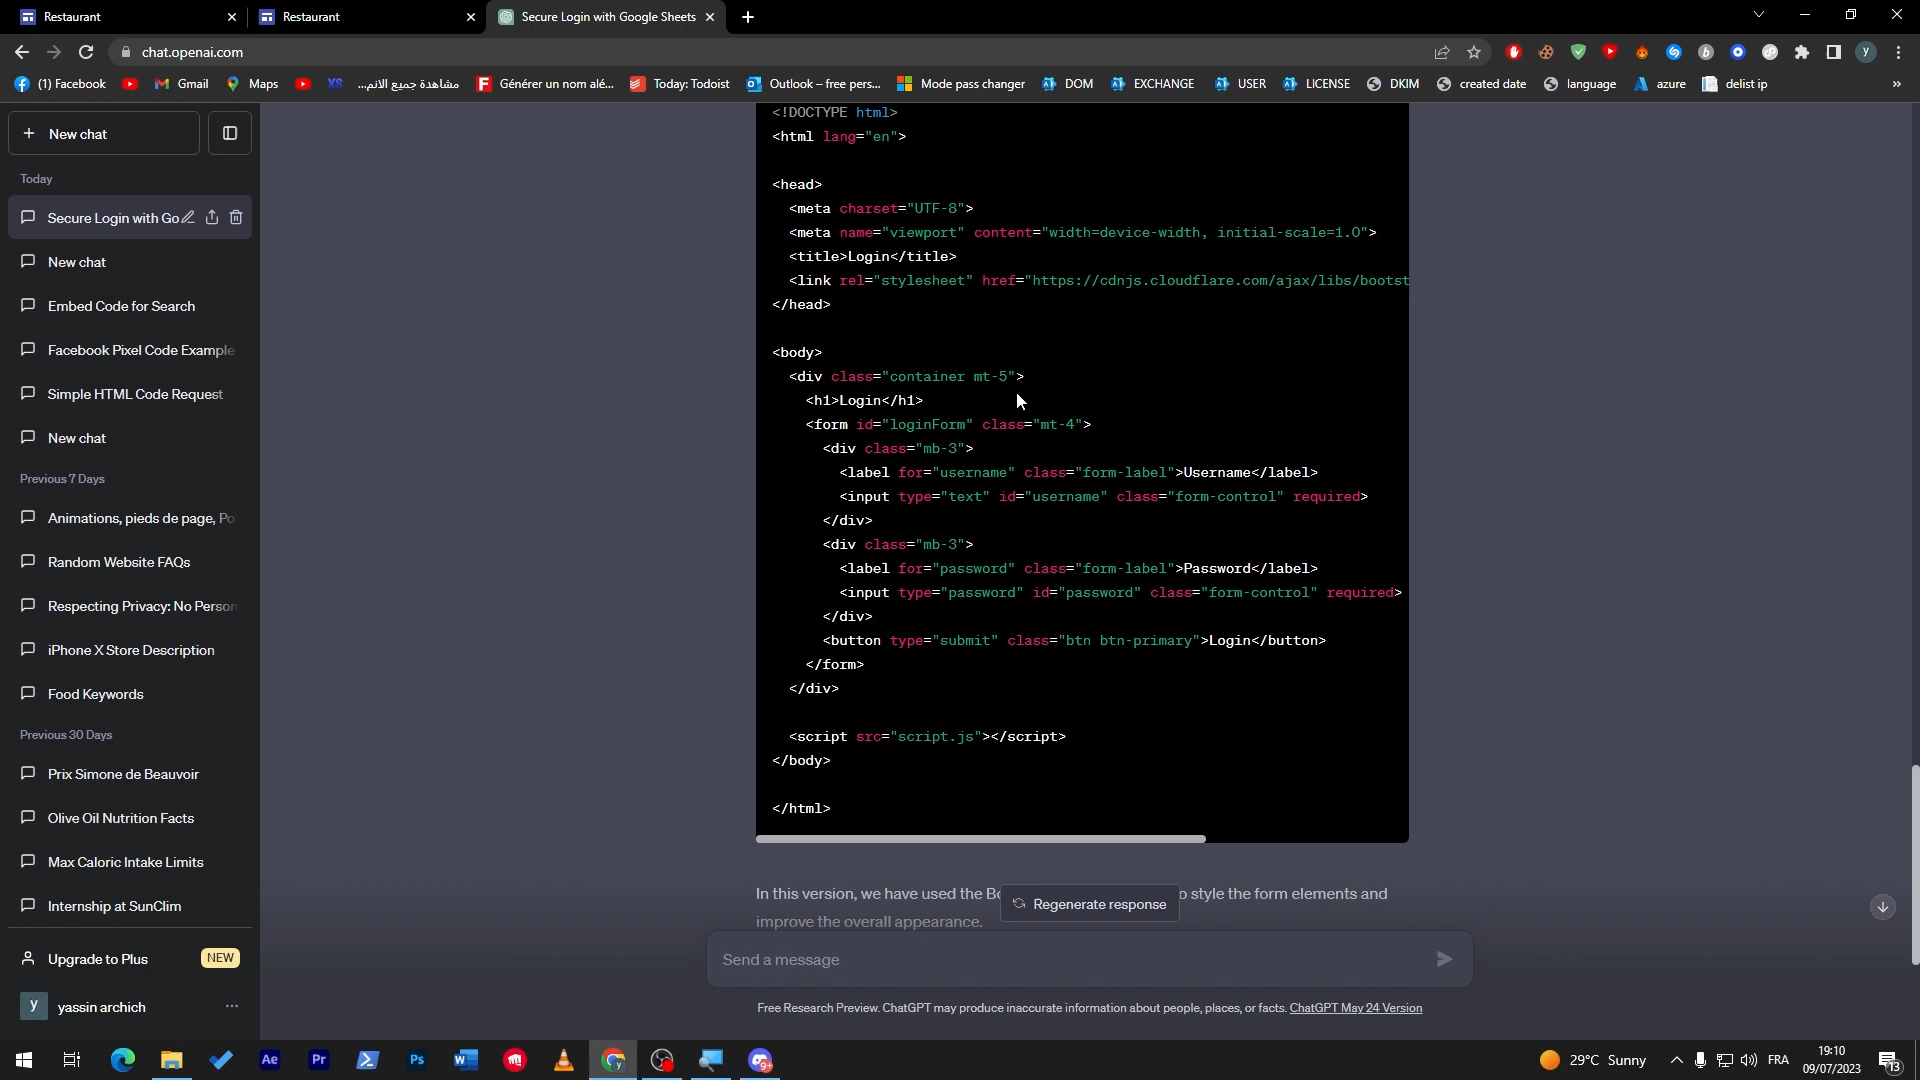 Restaurant
Restaurant
Secure Login with Google Sheets
chat.openai.com
y
(1) Facebook
Gmail
Maps
XS
مشاهدة جميع الانم...
Générer un nom alé...
Today: Todoist
Outlook – free pers...
Mode pass changer
DOM
EXCHANGE
USER
LICENSE
DKIM
created date
language
azure
delist ip
»
New chat
Today
Secure Login with Go
New chat
Embed Code for Search
Facebook Pixel Code Example
Simple HTML Code Request
New chat
Previous 7 Days
Animations, pieds de page, Po
Random Website FAQs
Respecting Privacy: No Person
iPhone X Store Description
Food Keywords
Previous 30 Days
Prix Simone de Beauvoir
Olive Oil Nutrition Facts
Max Caloric Intake Limits
Internship at SunClim
Upgrade to Plus
NEW
y
yassin archich
<!DOCTYPE html>
<html lang="en">
<head>
<meta charset="UTF-8">
<meta name="viewport" content="width=device-width, initial-scale=1.0">
<title>Login</title>
<link rel="stylesheet" href="https://cdnjs.cloudflare.com/ajax/libs/bootst
</head>
<body>
<div class="container mt-5">
<h1>Login</h1>
<form id="loginForm" class="mt-4">
<div class="mb-3">
<label for="username" class="form-label">Username</label>
<input type="text" id="username" class="form-control" required>
</div>
<div class="mb-3">
<label for="password" class="form-label">Password</label>
<input type="password" id="password" class="form-control" required>
</div>
<button type="submit" class="btn btn-primary">Login</button>
</form>
</div>
<script src="script.js"></script>
</body>
</html>
In this version, we have used the Bo
o style the form elements and
improve the overall appearance.
Regenerate response
Send a message
Free Research Preview. ChatGPT may produce inaccurate information about people, places, or facts. ChatGPT May 24 Version
Ae
Pr
Ps
W
y
9+
29°C Sunny
FRA
19:10
09/07/2023
13